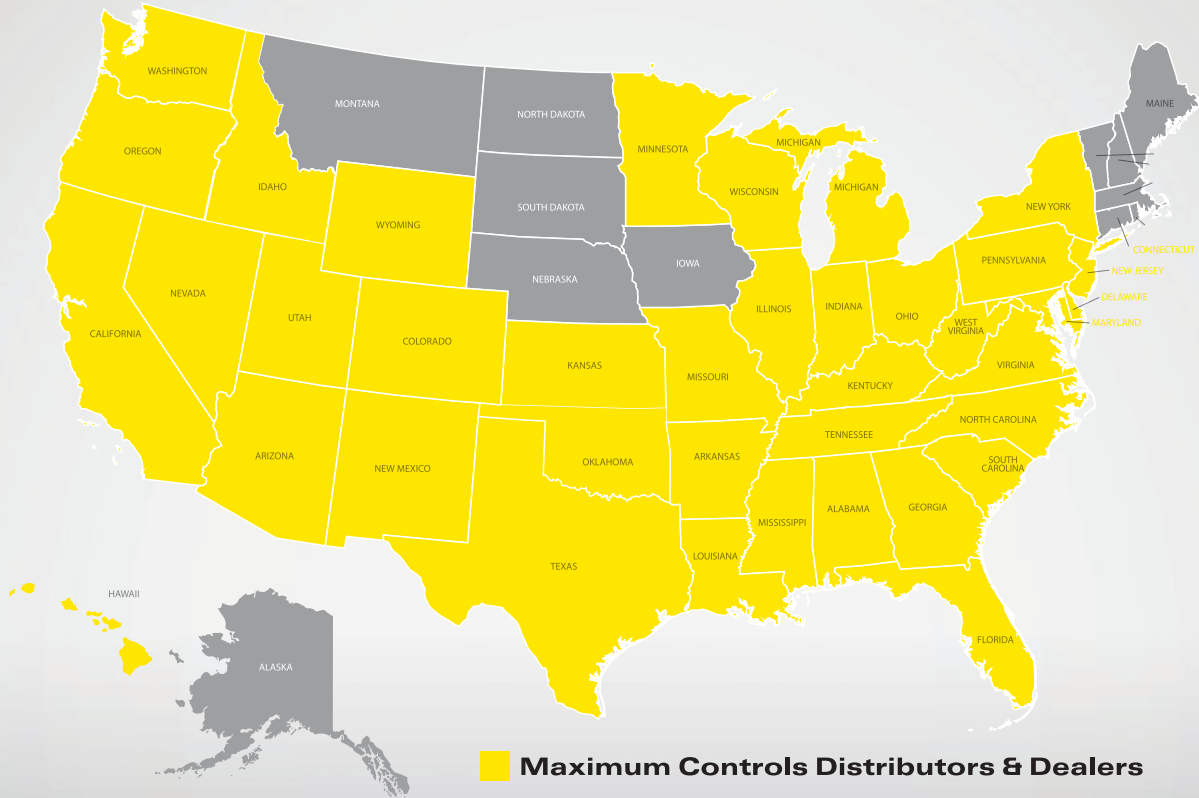 WASHINGTON
MONTANA
NORTH DAKOTA
MINNESOTA
MICHIGAN
MAINE
OREGON
IDAHO
WYOMING
SOUTH DAKOTA
WISCONSIN
MICHIGAN
NEW YORK
CONNECTICUT
NEVADA
UTAH
COLORADO
NEBRASKA
IOWA
ILLINOIS
INDIANA
OHIO
PENNSYLVANIA
NEW JERSEY
DELAWARE
MARYLAND
CALIFORNIA
KANSAS
MISSOURI
KENTUCKY
WEST
VIRGINIA
VIRGINIA
ARIZONA
NEW MEXICO
OKLAHOMA
ARKANSAS
TENNESSEE
NORTH CAROLINA
SOUTH
CAROLINA
TEXAS
LOUISIANA
MISSISSIPPI
ALABAMA
GEORGIA
FLORIDA
HAWAII
ALASKA
Maximum Controls Distributors & Dealers